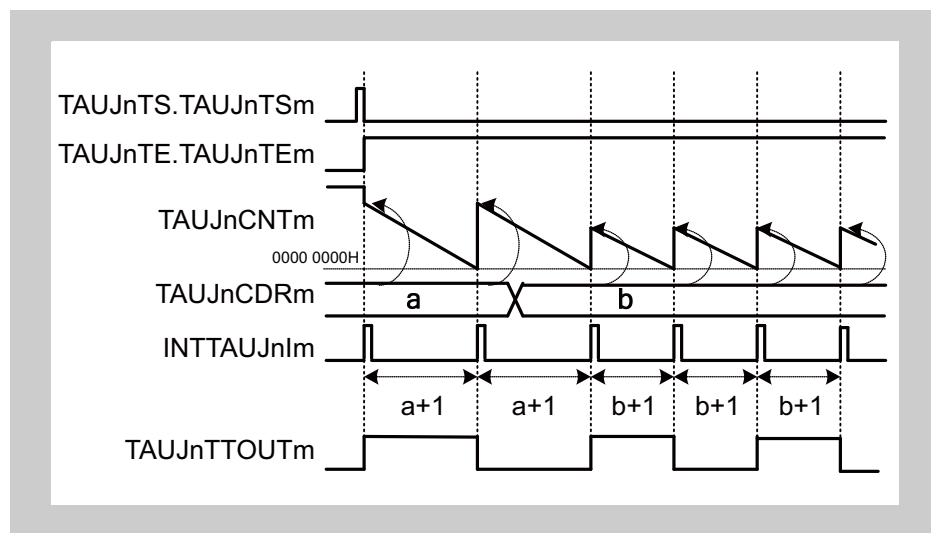 TAUJnTS.TAUJnTSm
TAUJnTE.TAUJnTEm
TAUJnCNTm
0000 0000H
TAUJnCDRm
a
b
INTTAUJnIm
a+1
a+1
b+1
b+1
b+1
TAUJnTTOUTm